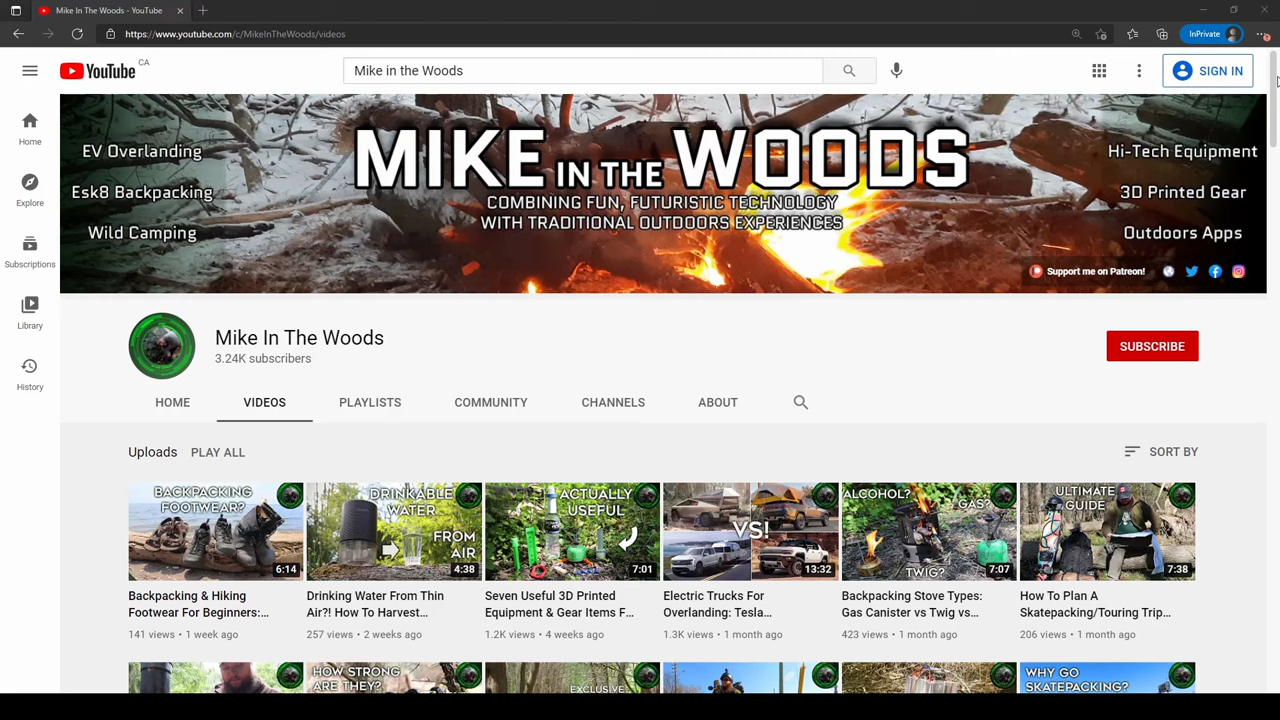 Mike In The Woods - YouTube
https://www.youtube.com/c/MikeInTheWoods/videos
InPrivate
YouTube CA
Mike in the Woods
SIGN IN
Home
Explore
Subscriptions
Library
History
EV Overlanding
Esk8 Backpacking
Wild Camping
MIKE IN THE WOODS
COMBINING FUN, FUTURISTIC TECHNOLOGY
WITH TRADITIONAL OUTDOORS EXPERIENCES
Hi-Tech Equipment
3D Printed Gear
Outdoors Apps
Support me on Patreon!
Mike In The Woods
3.24K subscribers
SUBSCRIBE
HOME VIDEOS PLAYLISTS COMMUNITY CHANNELS ABOUT
Uploads PLAY ALL
SORT BY
BACKPACKING
FOOTWEAR?
6:14
Backpacking & Hiking
Footwear For Beginners:...
141 views • 1 week ago
DRINKABLE
WATER
FROM
AIR
4:38
Drinking Water From Thin
Air?! How To Harvest...
257 views • 2 weeks ago
ACTUALLY
USEFUL
7:01
Seven Useful 3D Printed
Equipment & Gear Items F...
1.2K views • 4 weeks ago
VS!
13:32
Electric Trucks For
Overlanding: Tesla...
1.3K views • 1 month ago
ALCOHOL?
GAS?
TWIG?
7:07
Backpacking Stove Types:
Gas Canister vs Twig vs...
423 views • 1 month ago
ULTIMATE
GUIDE
7:38
How To Plan A
Skatepacking/Touring Trip...
206 views • 1 month ago
HOW STRONG
ARE THEY?
EXCLUSIVE
WHY GO
SKATEPACKING?